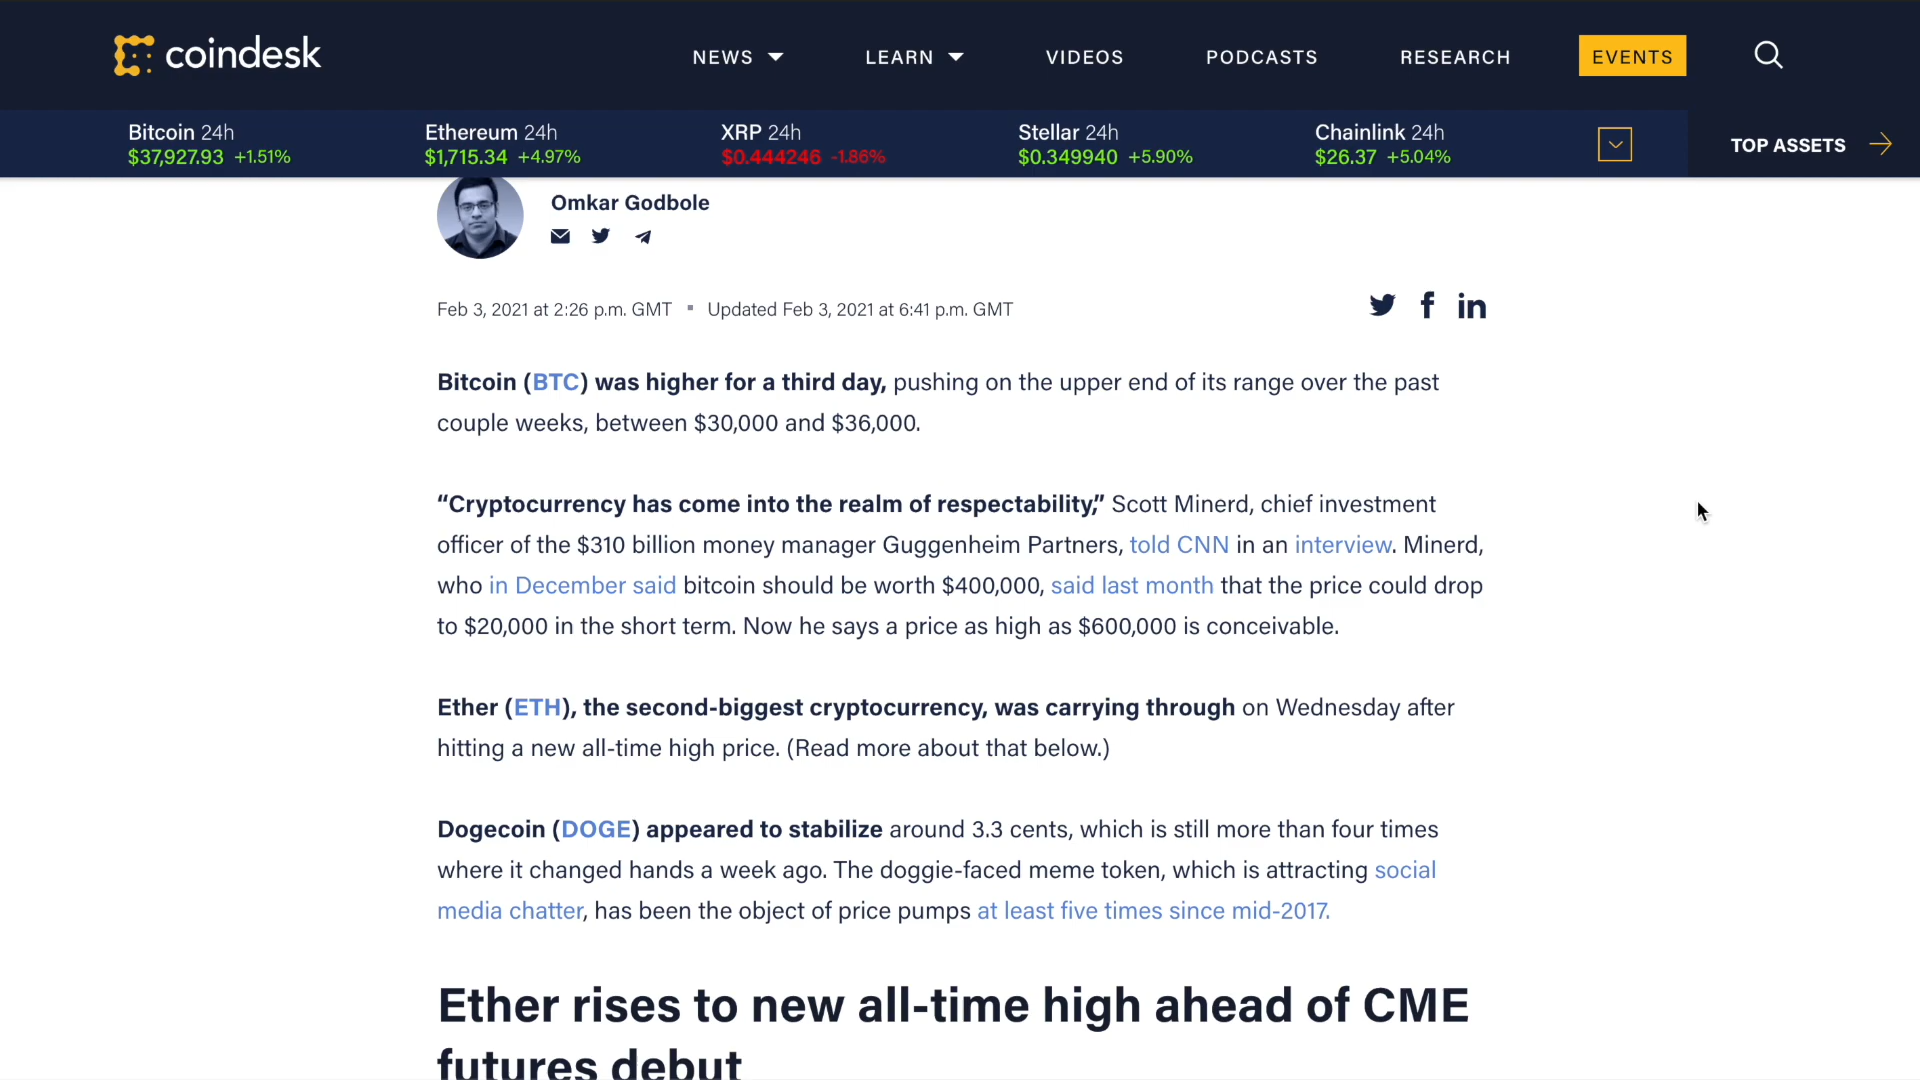 coindesk
NEWS LEARN VIDEOS PODCASTS RESEARCH EVENTS
Bitcoin 24h Ethereum 24h XRP 24h Stellar 24h Chainlink 24h
$37,927.93 +1.51% $1,715.34 +4.97% $0.444246 -1.86% $0.349940 +5.90% $26.37 +5.04%
TOP ASSETS
Omkar Godbole
Feb 3, 2021 at 2:26 p.m. GMT ▪ Updated Feb 3, 2021 at 6:41 p.m. GMT
Bitcoin (BTC) was higher for a third day, pushing on the upper end of its range over the past
couple weeks, between $30,000 and $36,000.
“Cryptocurrency has come into the realm of respectability,” Scott Minerd, chief investment
officer of the $310 billion money manager Guggenheim Partners, told CNN in an interview. Minerd,
who in December said bitcoin should be worth $400,000, said last month that the price could drop
to $20,000 in the short term. Now he says a price as high as $600,000 is conceivable.
Ether (ETH), the second-biggest cryptocurrency, was carrying through on Wednesday after
hitting a new all-time high price. (Read more about that below.)
Dogecoin (DOGE) appeared to stabilize around 3.3 cents, which is still more than four times
where it changed hands a week ago. The doggie-faced meme token, which is attracting social
media chatter, has been the object of price pumps at least five times since mid-2017.
Ether rises to new all-time high ahead of CME
futures debut